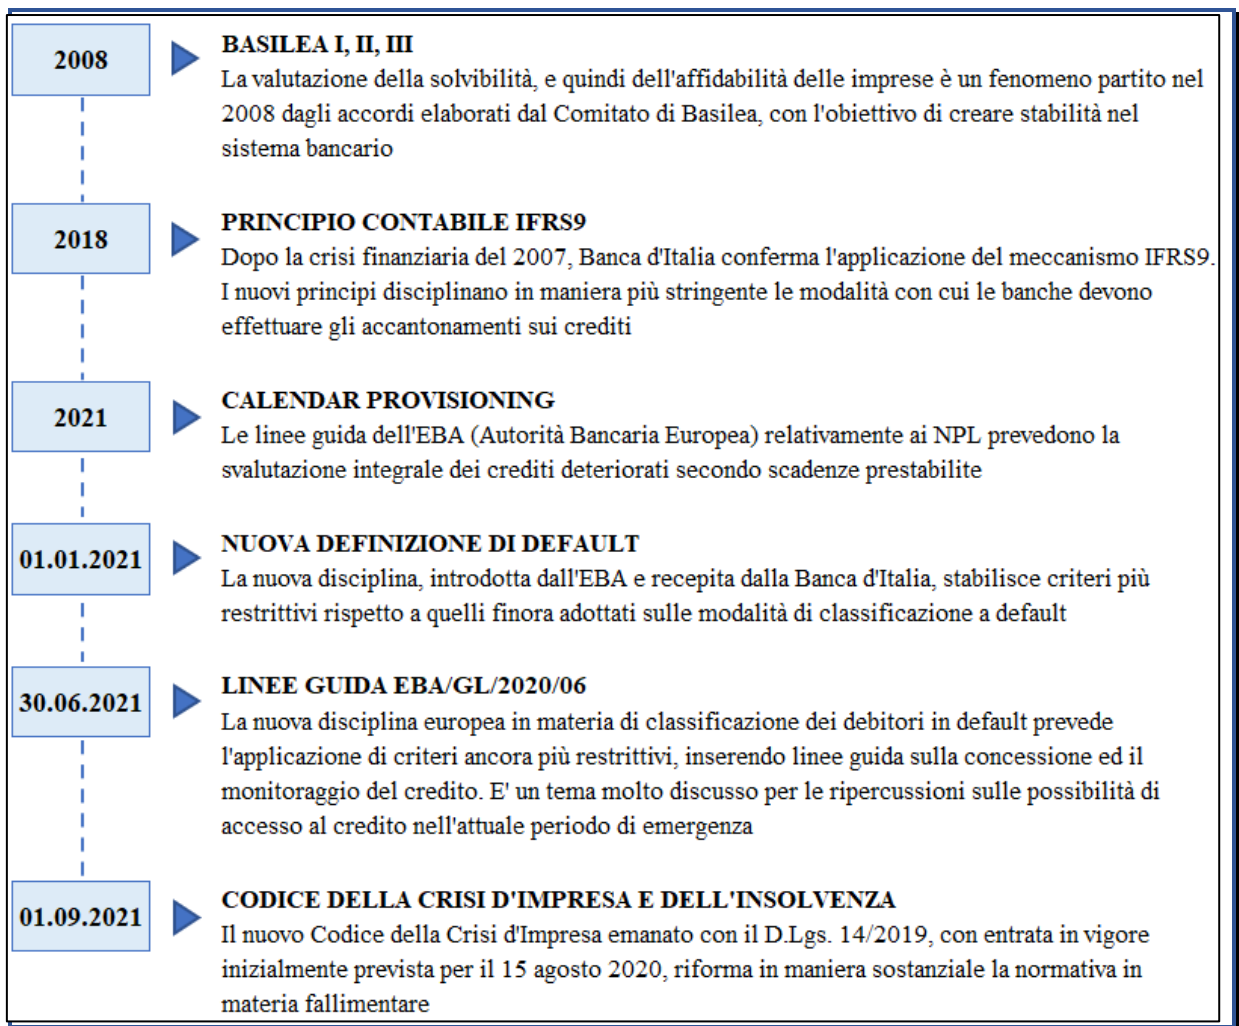 2008
BASILEA I, II, III
La valutazione della solvibilità, e quindi dell'affidabilità delle imprese è un fenomeno partito nel
2008 dagli accordi elaborati dal Comitato di Basilea, con l'obiettivo di creare stabilità nel
sistema bancario
2018
PRINCIPIO CONTABILE IFRS9
Dopo la crisi finanziaria del 2007, Banca d'Italia conferma l'applicazione del meccanismo IFRS9.
I nuovi principi disciplinano in maniera più stringente le modalità con cui le banche devono
effettuare gli accantonamenti sui crediti
2021
CALENDAR PROVISIONING
Le linee guida dell'EBA (Autorità Bancaria Europea) relativamente ai NPL prevedono la
svalutazione integrale dei crediti deteriorati secondo scadenze prestabilite
01.01.2021
NUOVA DEFINIZIONE DI DEFAULT
La nuova disciplina, introdotta dall'EBA e recepita dalla Banca d'Italia, stabilisce criteri più
restrittivi rispetto a quelli finora adottati sulle modalità di classificazione a default
30.06.2021
LINEE GUIDA EBA/GL/2020/06
La nuova disciplina europea in materia di classificazione dei debitori in default prevede
l'applicazione di criteri ancora più restrittivi, inserendo linee guida sulla concessione ed il
monitoraggio del credito. E' un tema molto discusso per le ripercussioni sulle possibilità di
accesso al credito nell'attuale periodo di emergenza
01.09.2021
CODICE DELLA CRISI D'IMPRESA E DELL'INSOLVENZA
Il nuovo Codice della Crisi d'Impresa emanato con il D.Lgs. 14/2019, con entrata in vigore
inizialmente prevista per il 15 agosto 2020, riforma in maniera sostanziale la normativa in
materia fallimentare